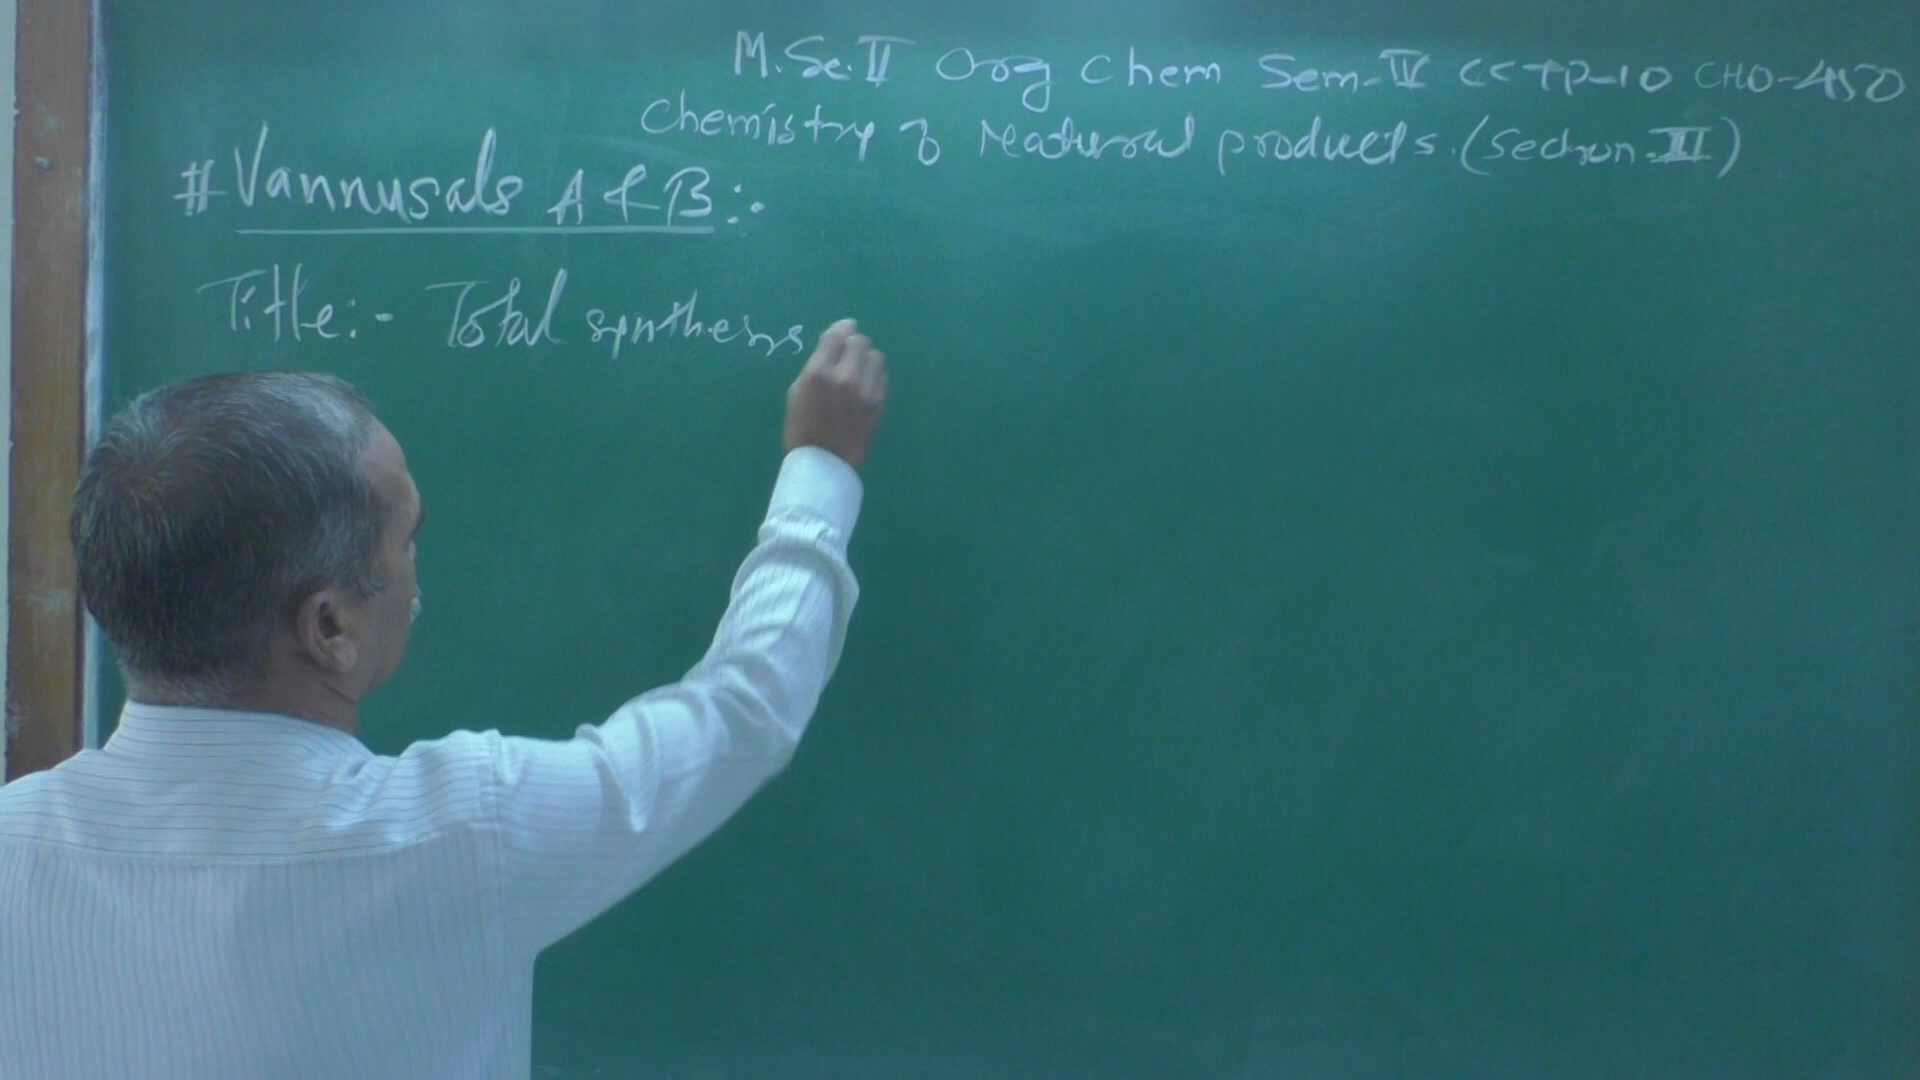 M.Sc.II Org Chem Sem-IV CCTP-10 CHO-450
Chemistry of Natural products.(Section-II)
# Vannusals A & B:-
Title:- Total synthesis